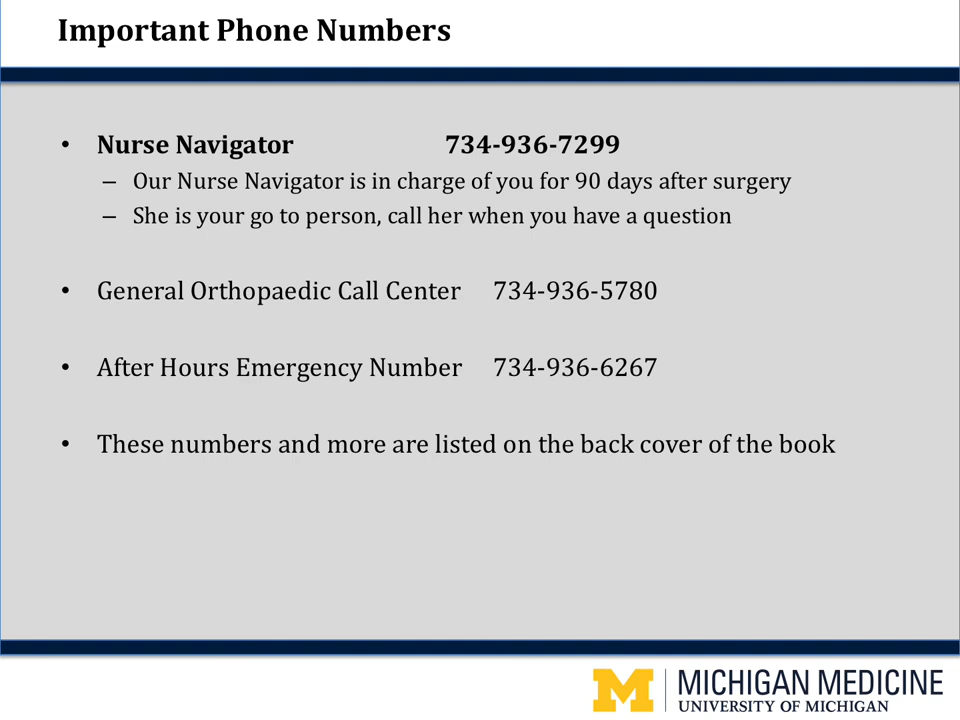 Important Phone Numbers
• Nurse Navigator 734-936-7299
– Our Nurse Navigator is in charge of you for 90 days after surgery
– She is your go to person, call her when you have a question
• General Orthopaedic Call Center 734-936-5780
• After Hours Emergency Number 734-936-6267
• These numbers and more are listed on the back cover of the book
M MICHIGAN MEDICINE
UNIVERSITY OF MICHIGAN